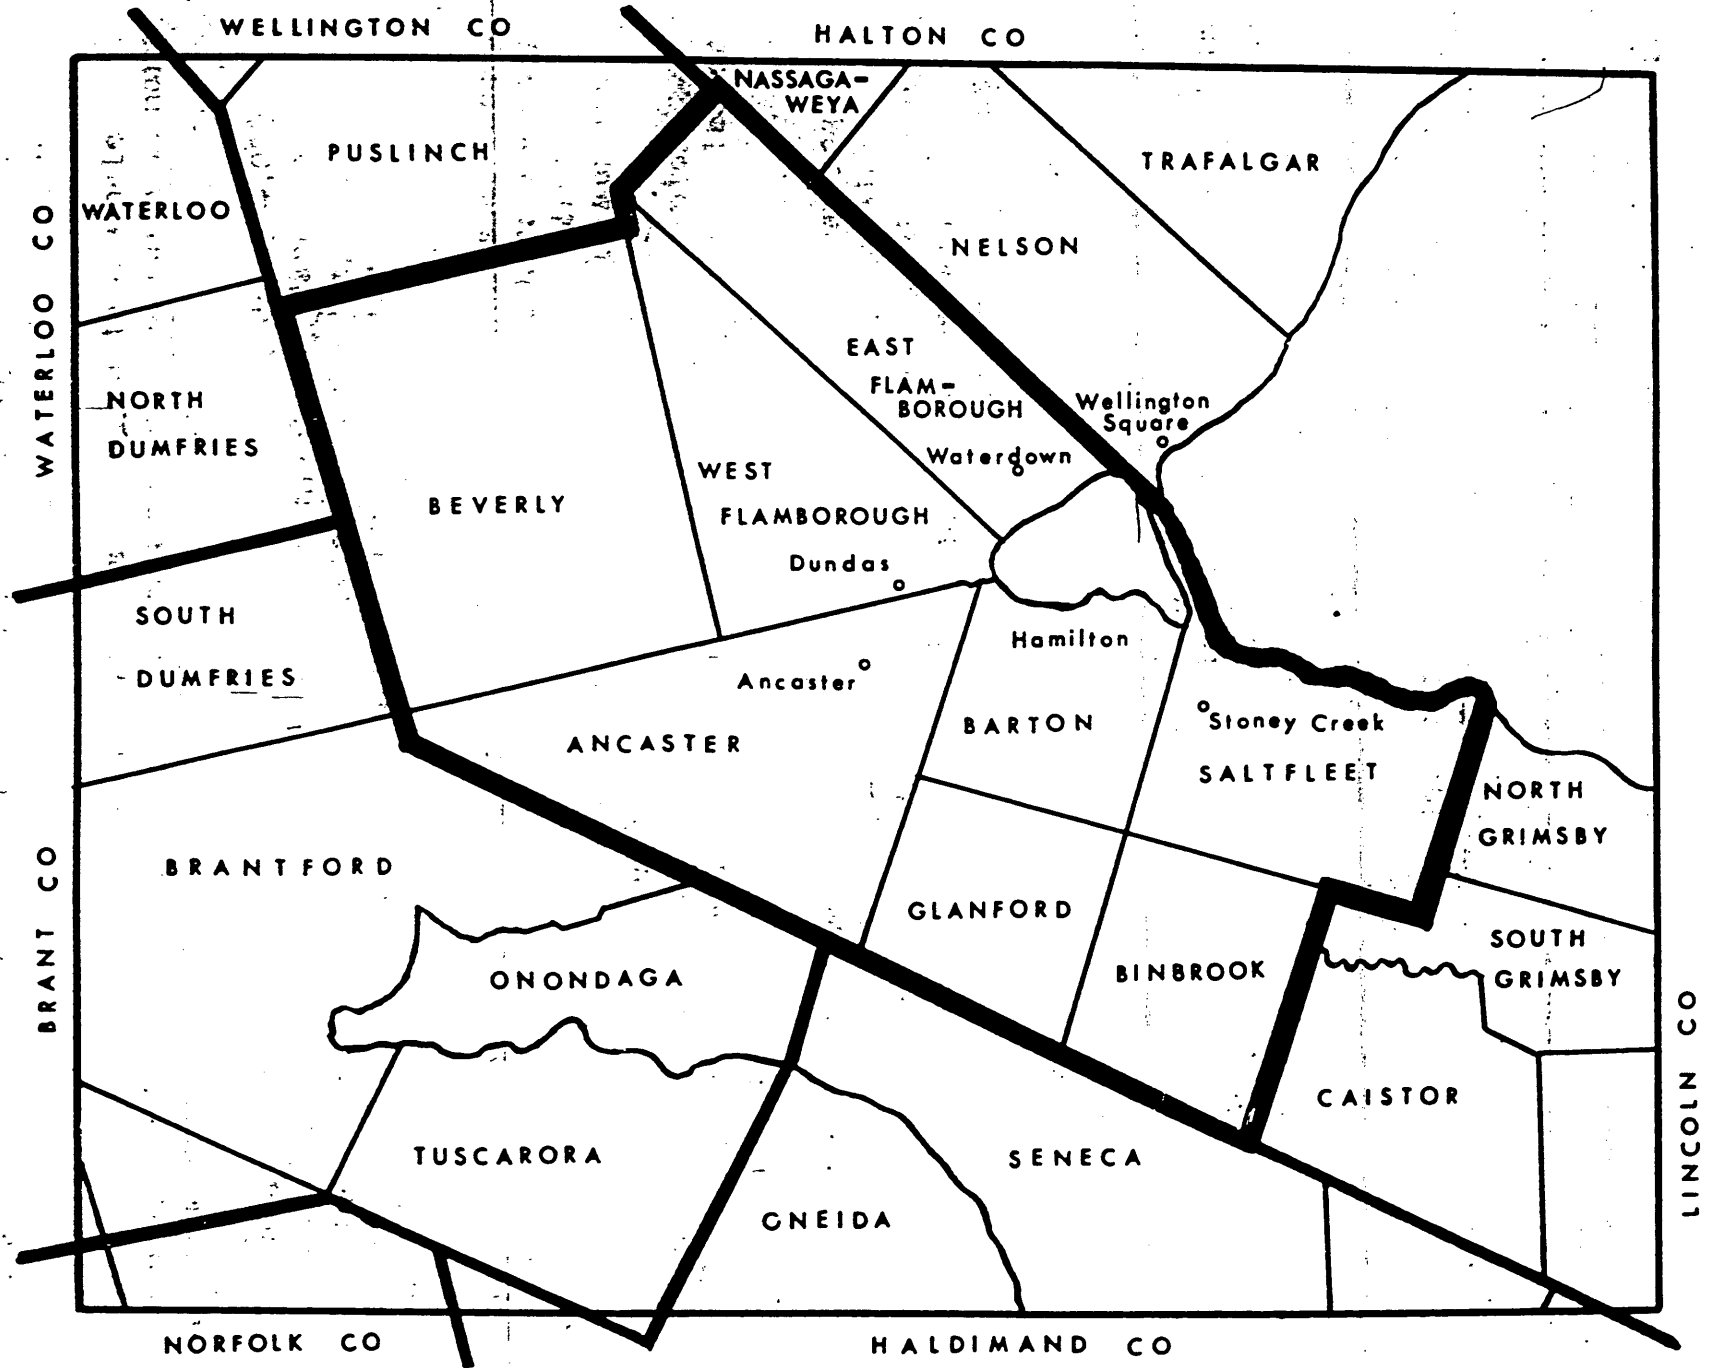 WELLINGTON CO
HALTON CO
NASSAGA-
WEYA
PUSLINCH
TRAFALGAR
WATERLOO
NELSON
WATERLOO CO
EAST
FLAM-
BOROUGH
Wellington
Square
NORTH
DUMFRIES
Waterdown
WEST
FLAMBOROUGH
BEVERLY
Dundas
SOUTH
DUMFRIES
Hamilton
Ancaster
Stoney Creek
BARTON
ANCASTER
SALTFLEET
NORTH
GRIMSBY
BRANTFORD
BRANT CO
GLANFORD
SOUTH
GRIMSBY
BINBROOK
ONONDAGA
LINCOLN CO
CAISTOR
TUSCARORA
SENECA
ONEIDA
NORFOLK CO
HALDIMAND CO